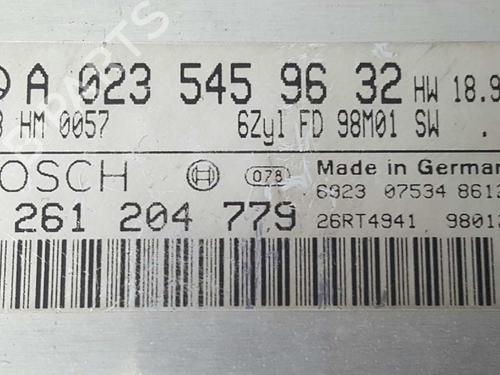 A 023 545 96 32 HW 18.9
HM 0057 6Zyl FD 98M01 SW .
OSCH 078 Made in German
6923 07534 861
261 204 779 26RT4941 9801